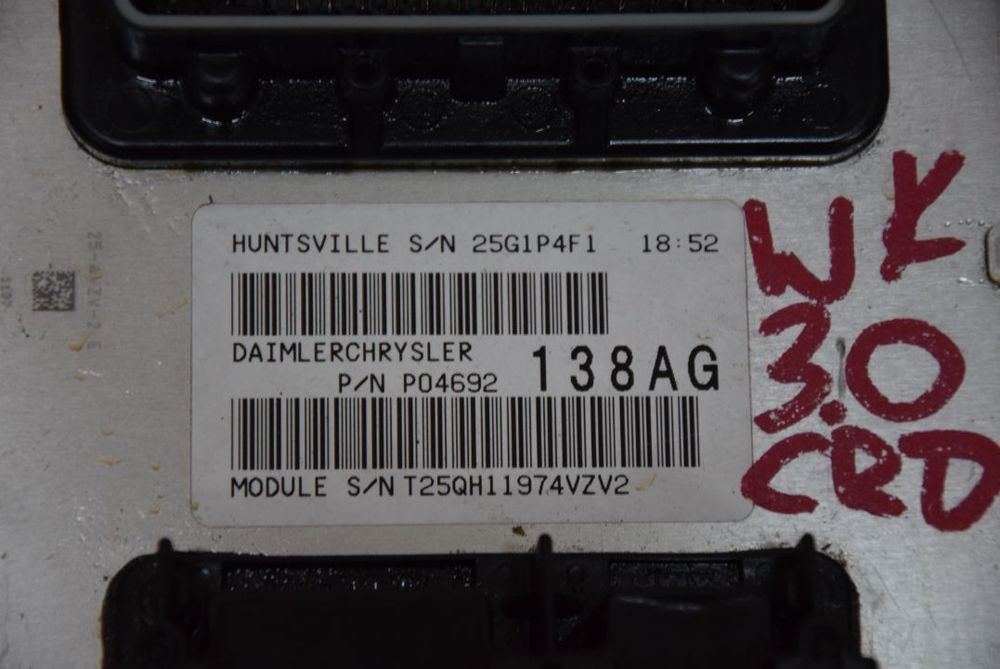 HUNTSVILLE S/N 25G1P4F1 18:52
DAIMLERCHRYSLER
P/N P04692 138AG
MODULE S/N T25QH11974VZV2
WK
3.0
CRD